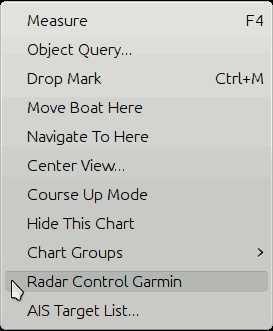 Measure F4
Object Query...
Drop Mark Ctrl+M
Move Boat Here
Navigate To Here
Center View...
Course Up Mode
Hide This Chart
Chart Groups
Radar Control Garmin
AIS Target List...